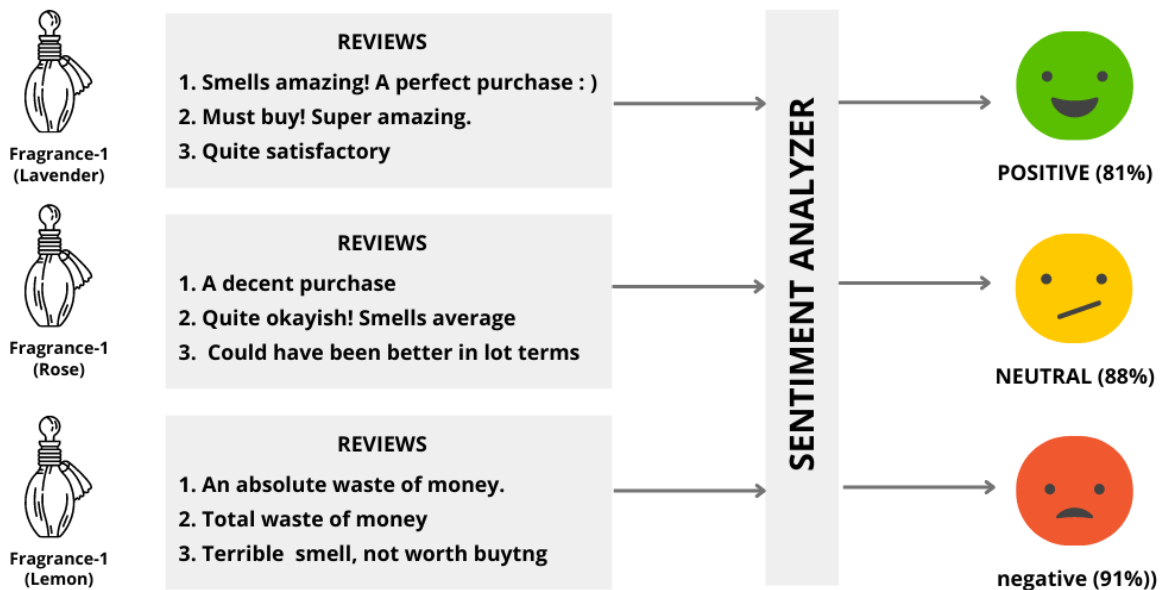 REVIEWS
1. Smells amazing! A perfect purchase : )
2. Must buy! Super amazing.
3. Quite satisfactory
Fragrance-1
(Lavender)
POSITIVE (81%)
REVIEWS
1. A decent purchase
2. Quite okayish! Smells average
3. Could have been better in lot terms
Fragrance-1
(Rose)
NEUTRAL (88%)
SENTIMENT ANALYZER
REVIEWS
1. An absolute waste of money.
2. Total waste of money
3. Terrible smell, not worth buytng
Fragrance-1
(Lemon)
negative (91%))